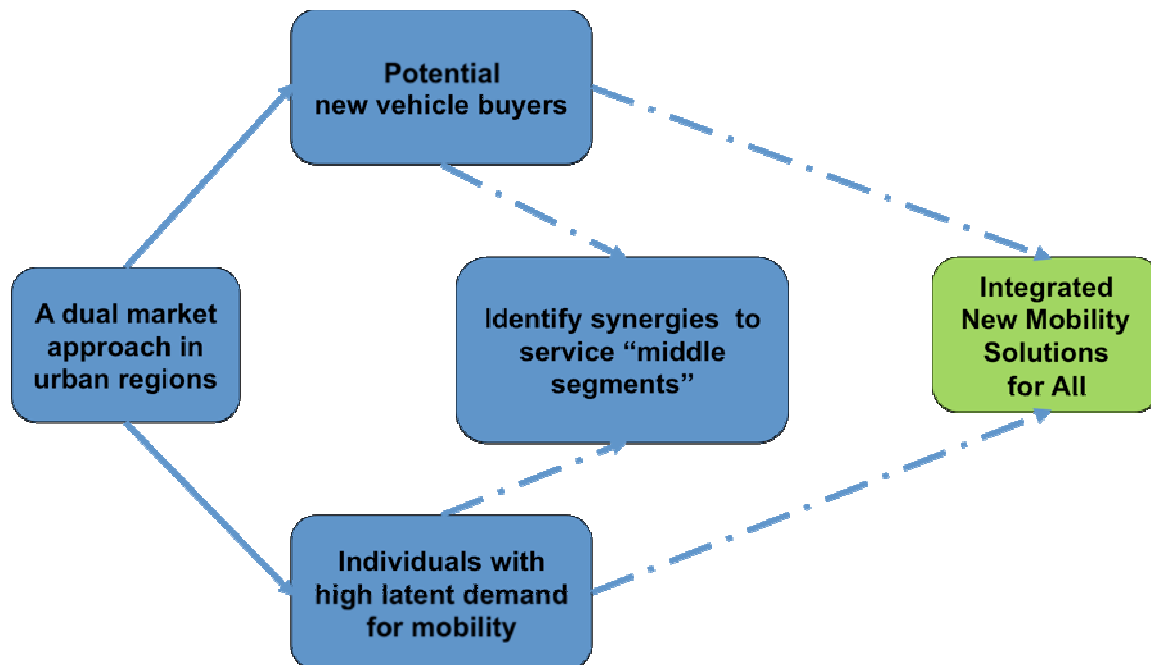 Potential
new vehicle buyers
A dual market
approach in
urban regions
Identify synergies to
service “middle
segments”
Integrated
New Mobility
Solutions
for All
Individuals with
high latent demand
for mobility